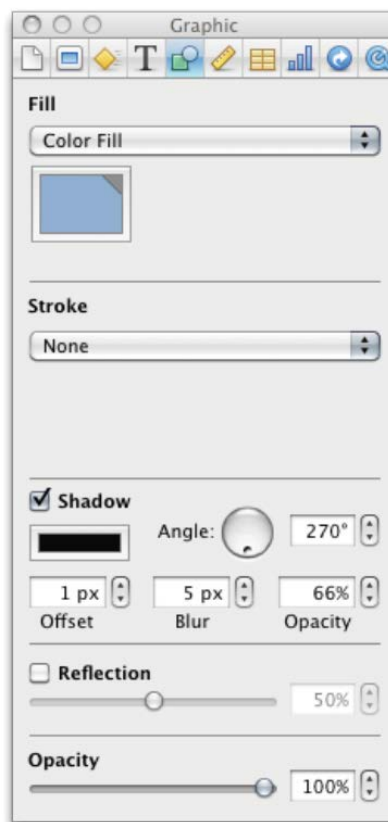 Graphic
T
Fill
Color Fill
Stroke
None
Shadow
Angle: 270°
1 px 5 px 66%
Offset Blur Opacity
Reflection
50%
Opacity
100%